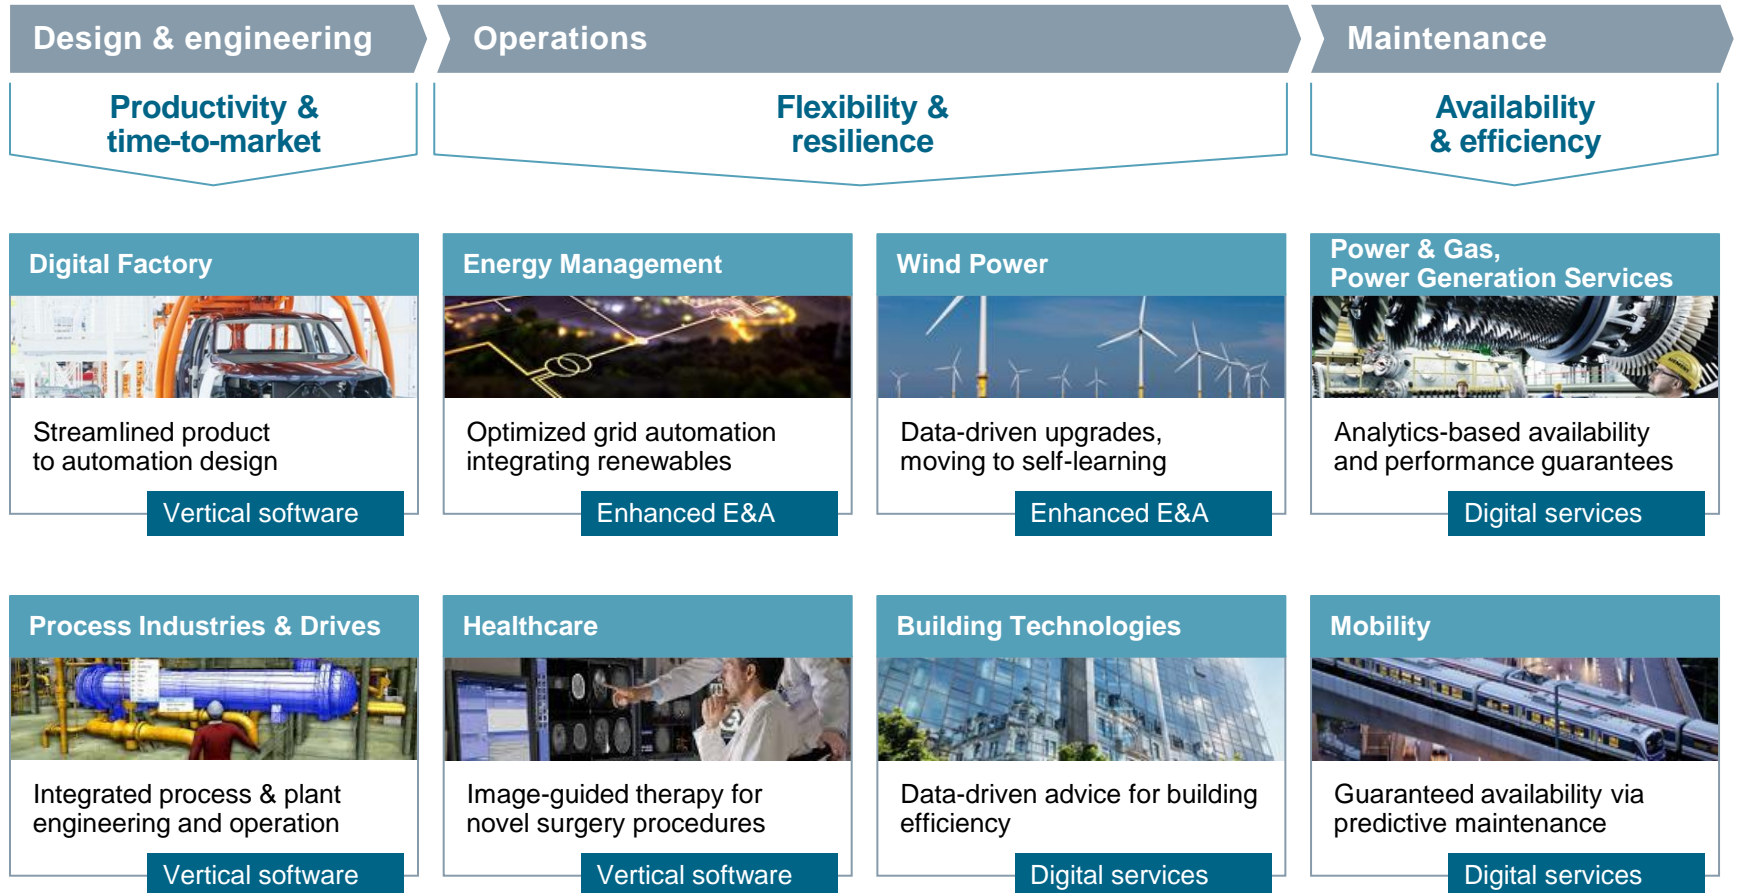 Design & engineering
Operations
Maintenance
Productivity &
time-to-market
Flexibility &
resilience
Availability
& efficiency
Digital Factory
Streamlined product
to automation design
Vertical software
Energy Management
Optimized grid automation
integrating renewables
Enhanced E&A
Wind Power
Data-driven upgrades,
moving to self-learning
Enhanced E&A
Power & Gas,
Power Generation Services
Analytics-based availability
and performance guarantees
Digital services
Process Industries & Drives
Integrated process & plant
engineering and operation
Vertical software
Healthcare
Image-guided therapy for
novel surgery procedures
Vertical software
Building Technologies
Data-driven advice for building
efficiency
Digital services
Mobility
Guaranteed availability via
predictive maintenance
Digital services